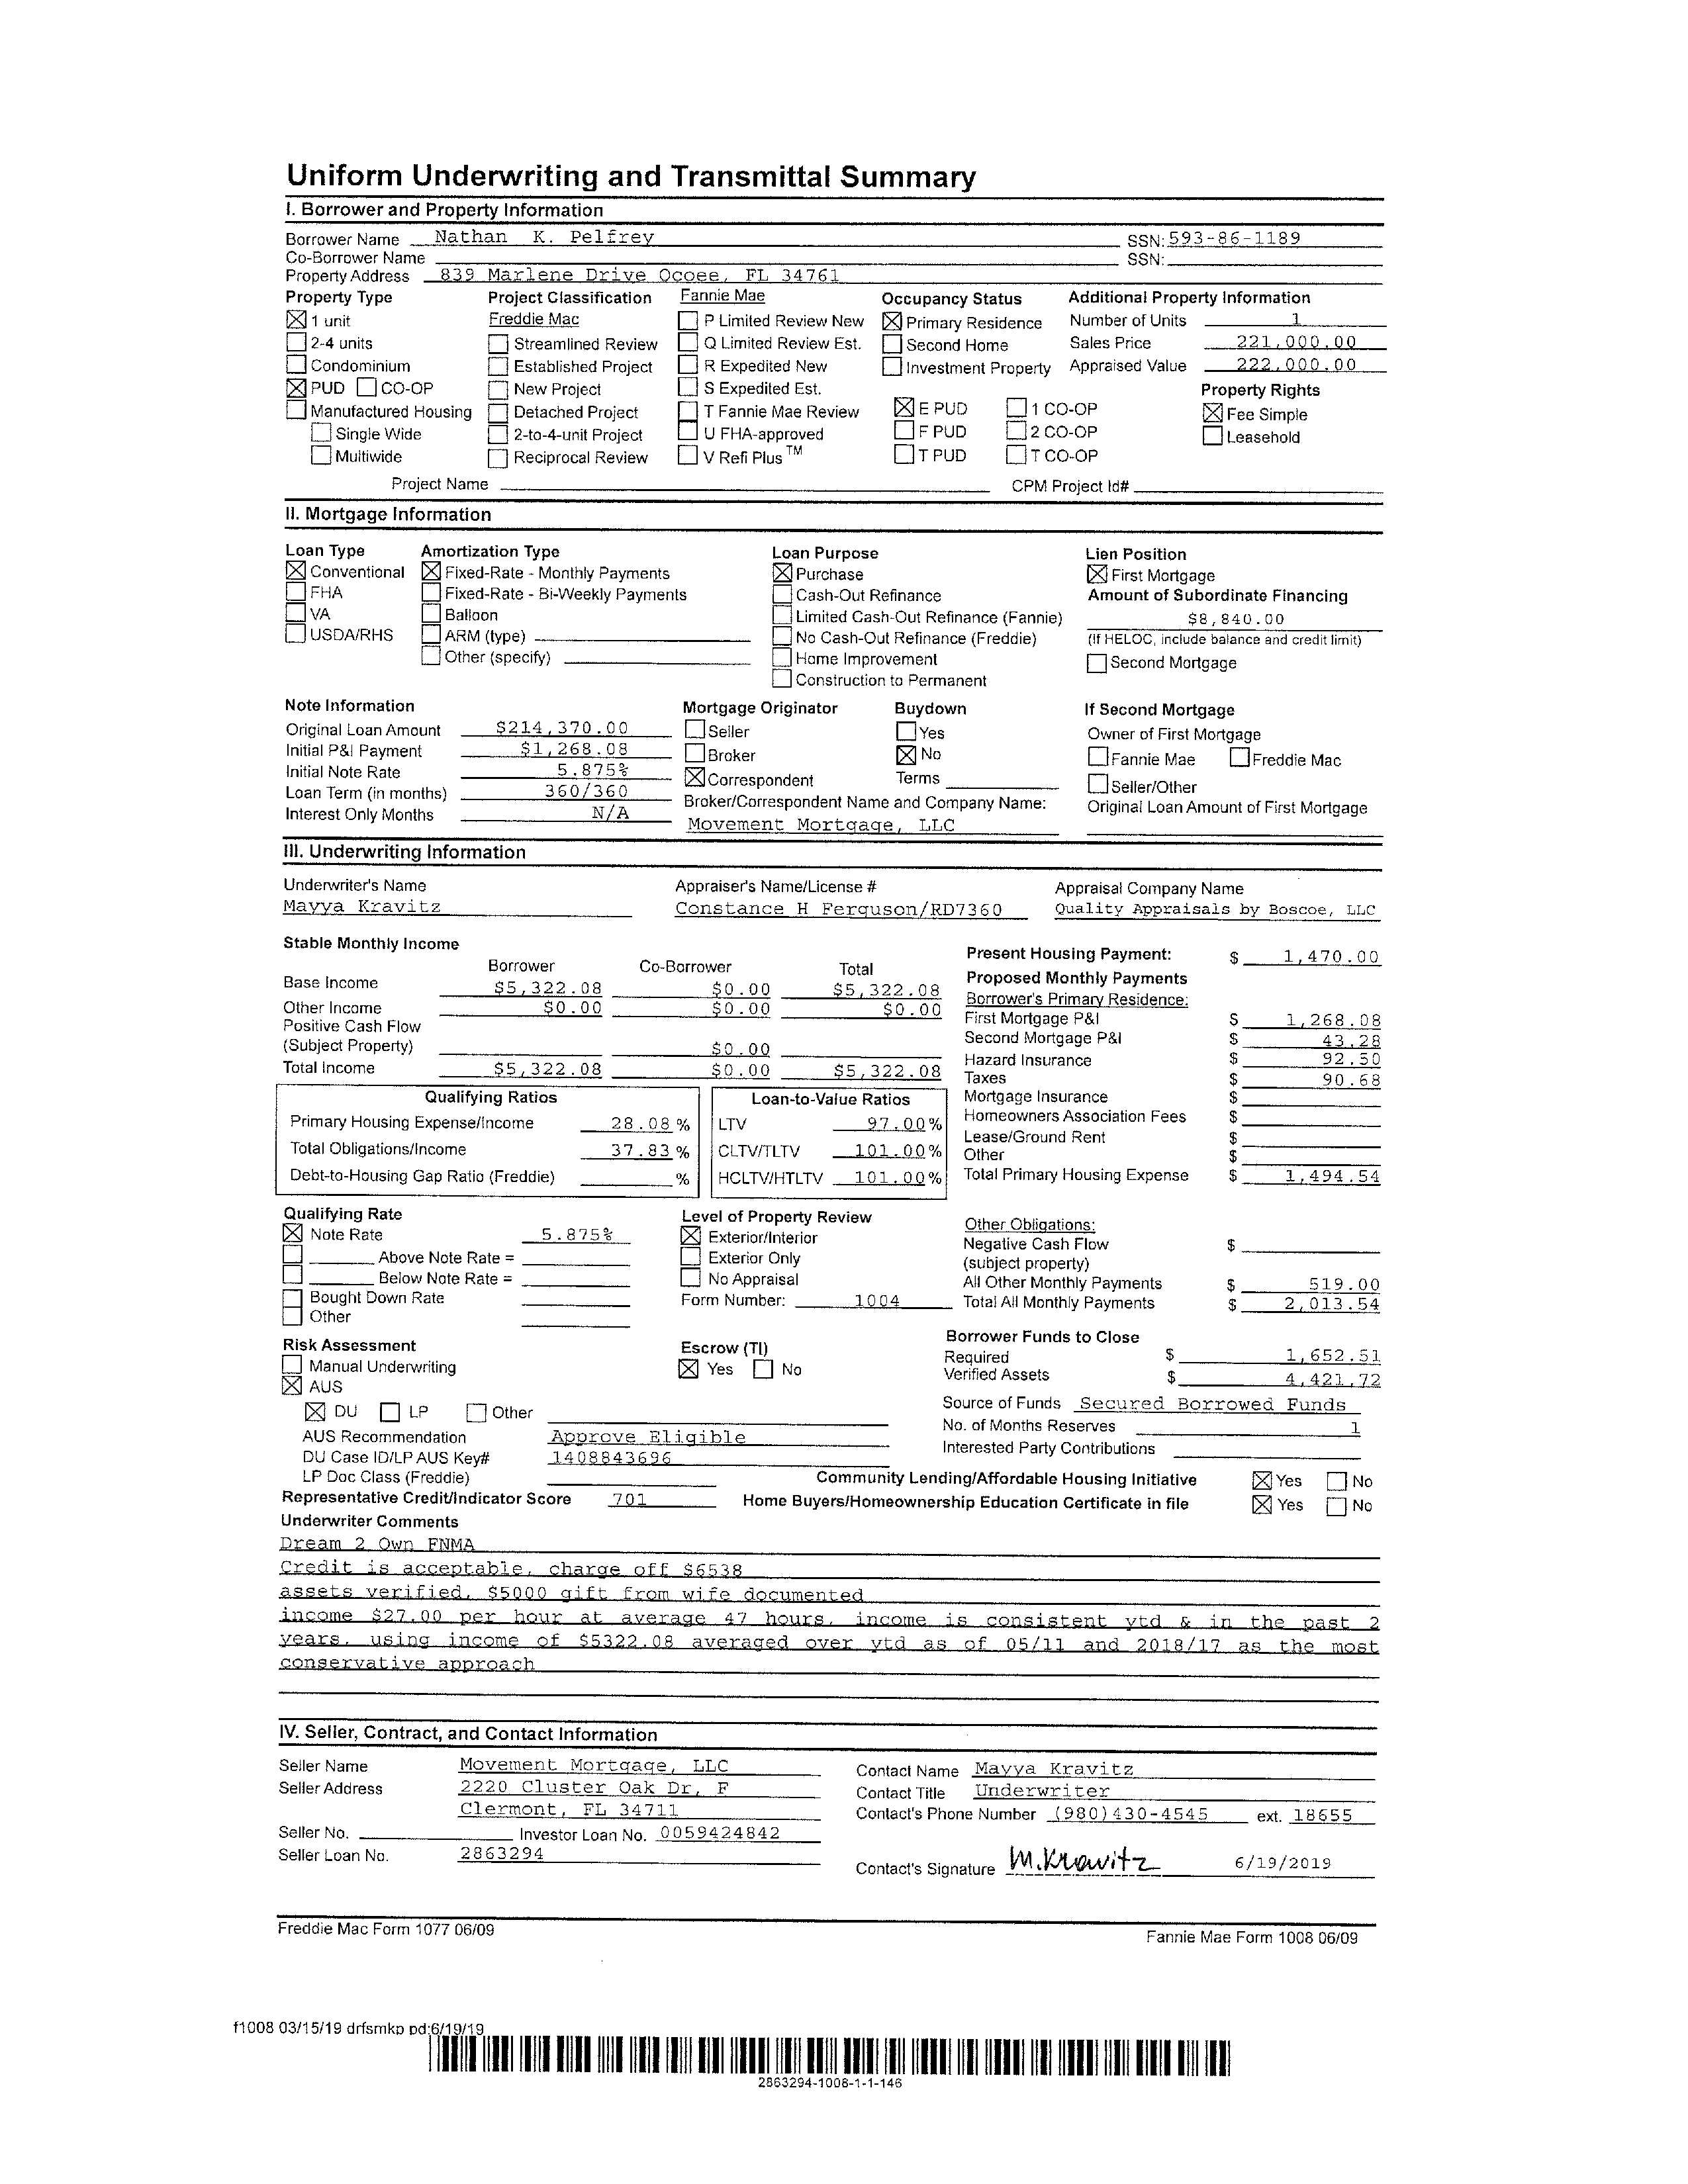 Uniform Underwriting and Transmittal Summary
I. Borrower and Property Information
Borrower Name Nathan K. Pelfrey SSN: 593-86-1189
Co-Borrower Name SSN:
Property Address 839 Marlene Drive Ocoee, FL 34761
Property Type Project Classification Fannie Mae Occupancy Status Additional Property Information
☒ 1 unit Freddie Mac ☐ P Limited Review New ☒ Primary Residence Number of Units 1
☐ 2-4 units ☐ Streamlined Review ☐ Q Limited Review Est. ☐ Second Home Sales Price 221,000.00
☐ Condominium ☐ Established Project ☐ R Expedited New ☐ Investment Property Appraised Value 222,000.00
☒ PUD ☐ CO-OP ☐ New Project ☐ S Expedited Est. Property Rights
☐ Manufactured Housing ☐ Detached Project ☐ T Fannie Mae Review ☒ E PUD ☐ 1 CO-OP ☒ Fee Simple
☐ Single Wide ☐ 2-to-4-unit Project ☐ U FHA-approved ☐ F PUD ☐ 2 CO-OP ☐ Leasehold
☐ Multiwide ☐ Reciprocal Review ☐ V Refi Plus TM ☐ T PUD ☐ T CO-OP
Project Name CPM Project Id#
II. Mortgage Information
Loan Type Amortization Type Loan Purpose Lien Position
☒ Conventional ☒ Fixed-Rate - Monthly Payments ☒ Purchase ☒ First Mortgage
☐ FHA ☐ Fixed-Rate - Bi-Weekly Payments ☐ Cash-Out Refinance Amount of Subordinate Financing
☐ VA ☐ Balloon ☐ Limited Cash-Out Refinance (Fannie) $8,840.00
☐ USDA/RHS ☐ ARM (type) ☐ No Cash-Out Refinance (Freddie) (If HELOC, include balance and credit limit)
☐ Other (specify) ☐ Home Improvement ☐ Second Mortgage
☐ Construction to Permanent
Note Information Mortgage Originator Buydown If Second Mortgage
Original Loan Amount $214,370.00 ☐ Seller ☐ Yes Owner of First Mortgage
Initial P&I Payment $1,268.08 ☐ Broker ☒ No ☐ Fannie Mae ☐ Freddie Mac
Initial Note Rate 5.875% ☒ Correspondent Terms ☐ Seller/Other
Loan Term (in months) 360/360 Broker/Correspondent Name and Company Name: Original Loan Amount of First Mortgage
Interest Only Months N/A Movement Mortgage, LLC
III. Underwriting Information
Underwriter's Name Appraiser's Name/License # Appraisal Company Name
Mayya Kravitz Constance H Ferguson/RD7360 Quality Appraisals by Boscoe, LLC
Stable Monthly Income Present Housing Payment: $ 1,470.00
Borrower Co-Borrower Total Proposed Monthly Payments
Base Income $5,322.08 $0.00 $5,322.08 Borrower's Primary Residence:
Other Income $0.00 $0.00 $0.00 First Mortgage P&I $ 1,268.08
Positive Cash Flow
(Subject Property) $0.00 Second Mortgage P&I $ 43.28
Total Income $5,322.08 $0.00 $5,322.08 Hazard Insurance $ 92.50
Taxes $ 90.68
Qualifying Ratios Loan-to-Value Ratios Mortgage Insurance $
Primary Housing Expense/Income 28.08 % LTV 97.00% Homeowners Association Fees $
Lease/Ground Rent $
Total Obligations/Income 37.83 % CLTV/TLTV 101.00% Other $
Debt-to-Housing Gap Ratio (Freddie) % HCLTV/HTLTV 101.00% Total Primary Housing Expense $ 1,494.54
Qualifying Rate Level of Property Review Other Obligations:
☒ Note Rate 5.875% ☒ Exterior/Interior Negative Cash Flow $
☐ Above Note Rate = ☐ Exterior Only (subject property)
☐ Below Note Rate = ☐ No Appraisal All Other Monthly Payments $ 519.00
☐ Bought Down Rate Form Number: 1004 Total All Monthly Payments $ 2,013.54
☐ Other
Risk Assessment Escrow (TI) Borrower Funds to Close
☐ Manual Underwriting ☒ Yes ☐ No Required $ 1,652.51
☒ AUS Verified Assets $ 4,421.72
☒ DU ☐ LP ☐ Other Source of Funds Secured Borrowed Funds
AUS Recommendation Approve Eligible No. of Months Reserves 1
DU Case ID/LP AUS Key# 1408843696 Interested Party Contributions
LP Doc Class (Freddie) Community Lending/Affordable Housing Initiative ☒ Yes ☐ No
Representative Credit/Indicator Score 701 Home Buyers/Homeownership Education Certificate in file ☒ Yes ☐ No
Underwriter Comments
Dream 2 Own FNMA
Credit is acceptable, charge off $6538
assets verified, $5000 gift from wife documented
income $27.00 per hour at average 47 hours, income is consistent ytd & in the past 2
years, using income of $5322.08 averaged over ytd as of 05/11 and 2018/17 as the most
conservative approach
IV. Seller, Contract, and Contact Information
Seller Name Movement Mortgage, LLC Contact Name Mayya Kravitz
Seller Address 2220 Cluster Oak Dr, F Contact Title Underwriter
Clermont, FL 34711 Contact's Phone Number (980)430-4545 ext. 18655
Seller No. Investor Loan No. 0059424842
Seller Loan No. 2863294 Contact's Signature M.Kravitz 6/19/2019
Freddie Mac Form 1077 06/09 Fannie Mae Form 1008 06/09
f1008 03/15/19 drfsmkp pd:6/19/19
2863294-1008-1-1-146